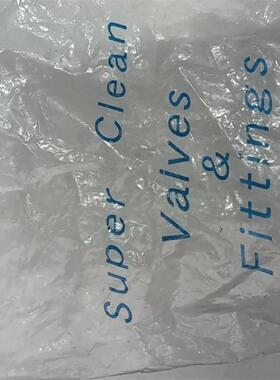 Super Clean
Valves
&
Fittings